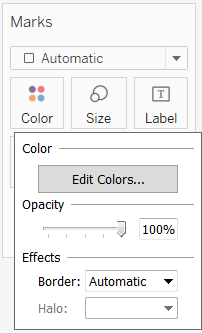 Marks
Automatic
Color Size Label
Color
Edit Colors...
Opacity
100%
Effects
Border: Automatic
Halo: